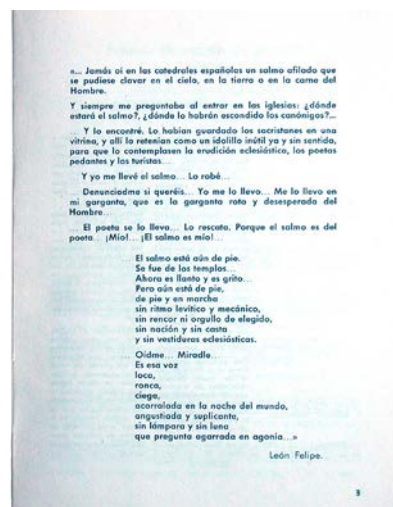 «... Jamás oí en las catedrales españolas un salmo afilado que
se pudiese clavar en el cielo, en la tierra o en la carne del
Hombre.
Y siempre me preguntaba al entrar en las iglesias: ¿dónde
estará el salmo?, ¿dónde lo habrán escondido los canónigos?...
... Y lo encontré. Lo habían guardado los sacristanes en una
vitrina, y allí lo retenían como un idolillo inútil ya y sin sentido,
para que lo contemplasen la erudición eclesiástica, los poetas
pedantes y los turistas...
Y yo me llevé el salmo... Lo robé...
... Denunciadme si queréis... Yo me lo llevo... Me lo llevo en
mi garganta, que es la garganta rota y desesperada del
Hombre...
... El poeta se lo lleva... Lo rescata. Porque el salmo es del
poeta... ¡Mío!... ¡El salmo es mío!...
... El salmo está aún de pie.
Se fue de los templos...
Ahora es llanto y es grito...
Pero aún está de pie,
de pie y en marcha
sin ritmo levítico y mecánico,
sin rencor ni orgullo de elegido,
sin nación y sin casta
y sin vestiduras eclesiásticas.
... Oídme... Miradle...
Es esa voz
loca,
ronca,
ciega,
acorralada en la noche del mundo,
angustiada y suplicante,
sin lámpara y sin luna
que pregunta agarrada en agonía...»
León Felipe.
3